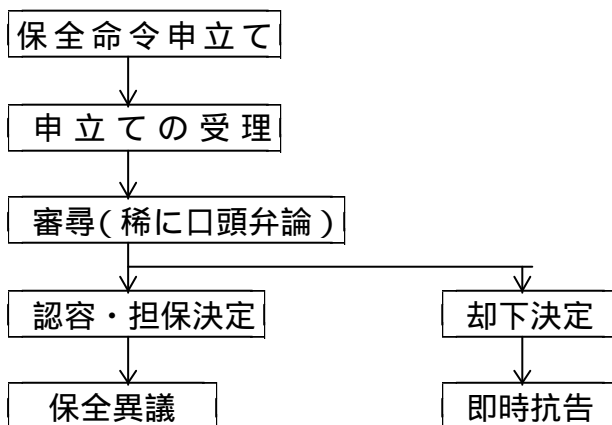 保全命令申立て
申立ての受理
審尋(稀に口頭弁論)
認容・担保決定
却下決定
保全異議
即時抗告